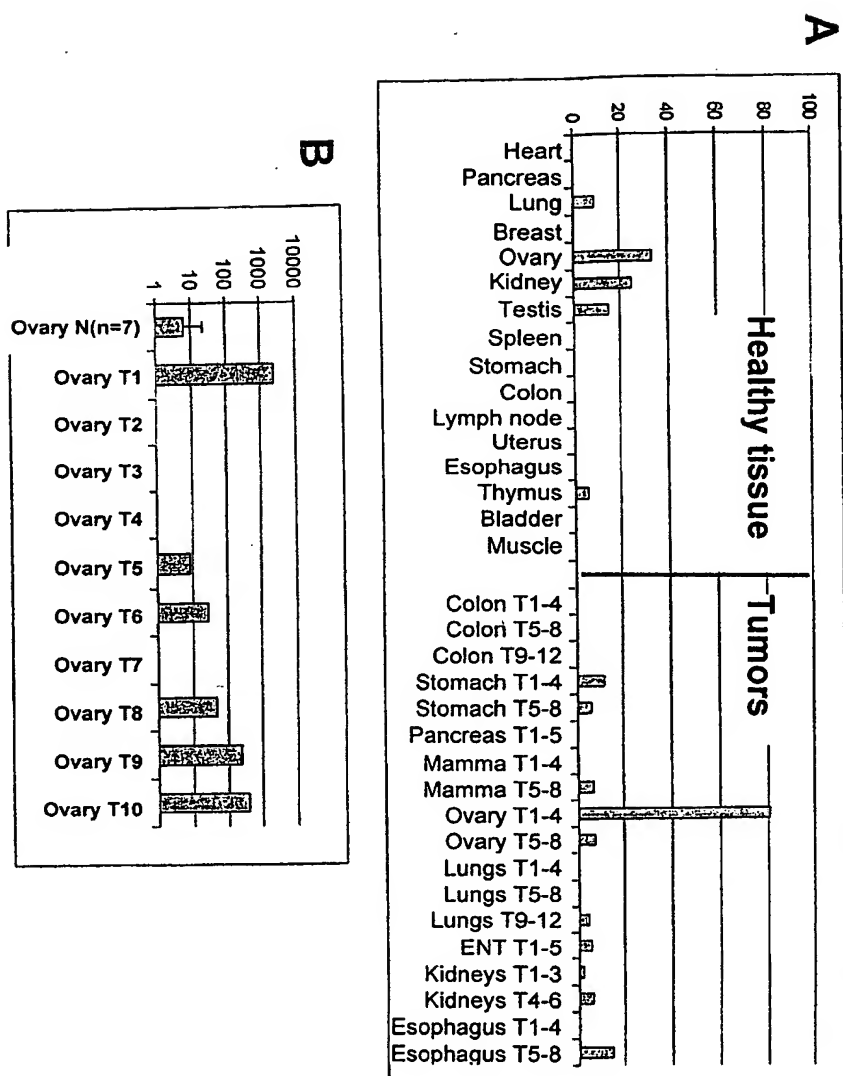 A
100
80
60
40
20
0
Healthy tissue
Tumors
Heart
Pancreas
Lung
Breast
Ovary
Kidney
Testis
Spleen
Stomach
Colon
Lymph node
Uterus
Esophagus
Thymus
Bladder
Muscle
Colon T1-4
Colon T5-8
Colon T9-12
Stomach T1-4
Stomach T5-8
Pancreas T1-5
Mamma T1-4
Mamma T5-8
Ovary T1-4
Ovary T5-8
Lungs T1-4
Lungs T5-8
Lungs T9-12
ENT T1-5
Kidneys T1-3
Kidneys T4-6
Esophagus T1-4
Esophagus T5-8
B
10000
1000
100
10
1
Ovary N(n=7)
Ovary T1
Ovary T2
Ovary T3
Ovary T4
Ovary T5
Ovary T6
Ovary T7
Ovary T8
Ovary T9
Ovary T10